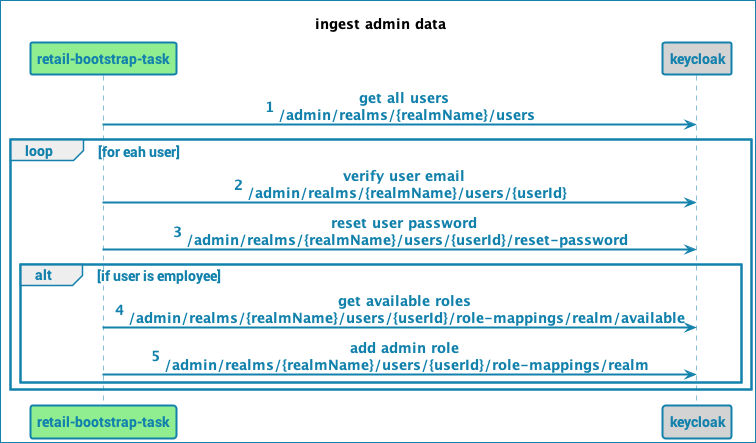 ingest admin data
retail-bootstrap-task
keycloak
1
get all users
/admin/realms/{realmName}/users
loop
[for eah user]
2
verify user email
/admin/realms/{realmName}/users/{userId}
3
reset user password
/admin/realms/{realmName}/users/{userId}/reset-password
alt
[if user is employee]
4
get available roles
/admin/realms/{realmName}/users/{userId}/role-mappings/realm/available
5
add admin role
/admin/realms/{realmName}/users/{userId}/role-mappings/realm
retail-bootstrap-task
keycloak